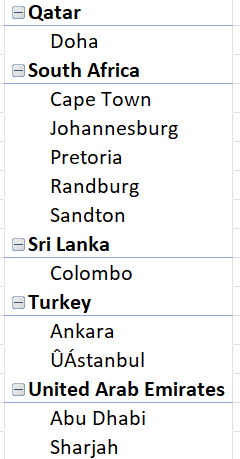 Qatar
Doha
South Africa
Cape Town
Johannesburg
Pretoria
Randburg
Sandton
Sri Lanka
Colombo
Turkey
Ankara
ÛÁstanbul
United Arab Emirates
Abu Dhabi
Sharjah